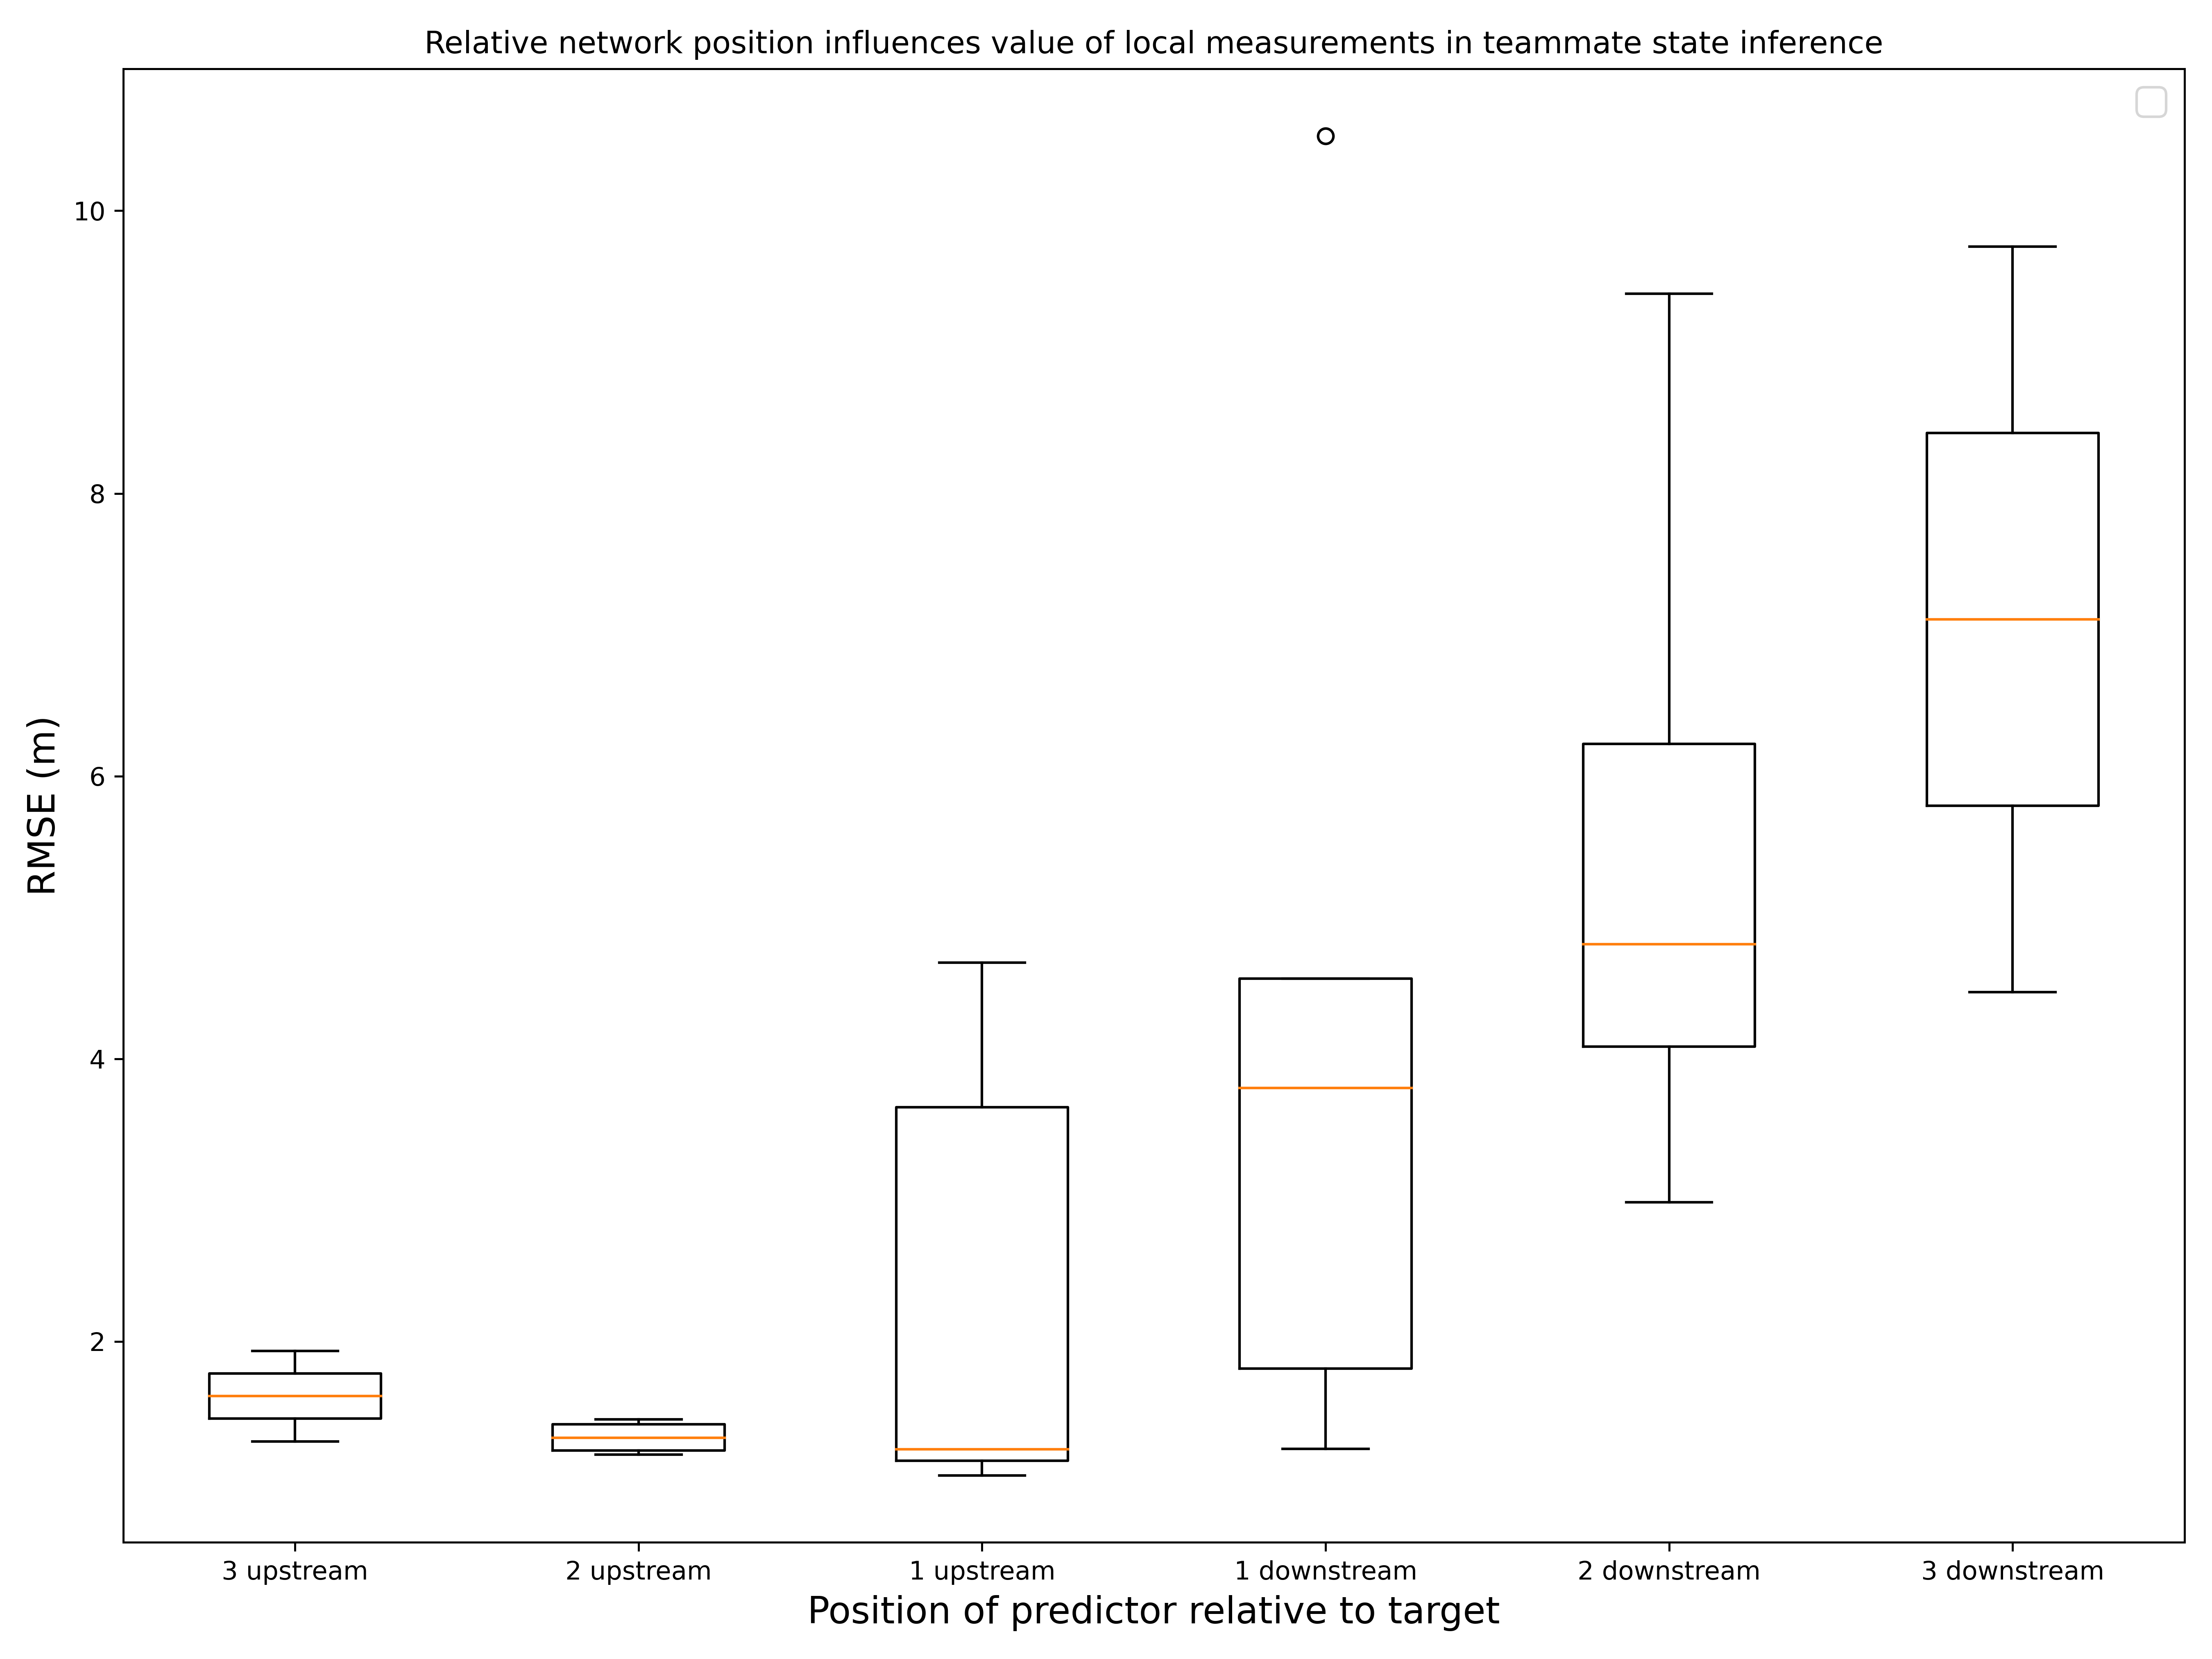 Relative network position influences value of local measurements in teammate state inference
10
8
6
4
2
RMSE (m)
3 upstream
2 upstream
1 upstream
1 downstream
2 downstream
3 downstream
Position of predictor relative to target